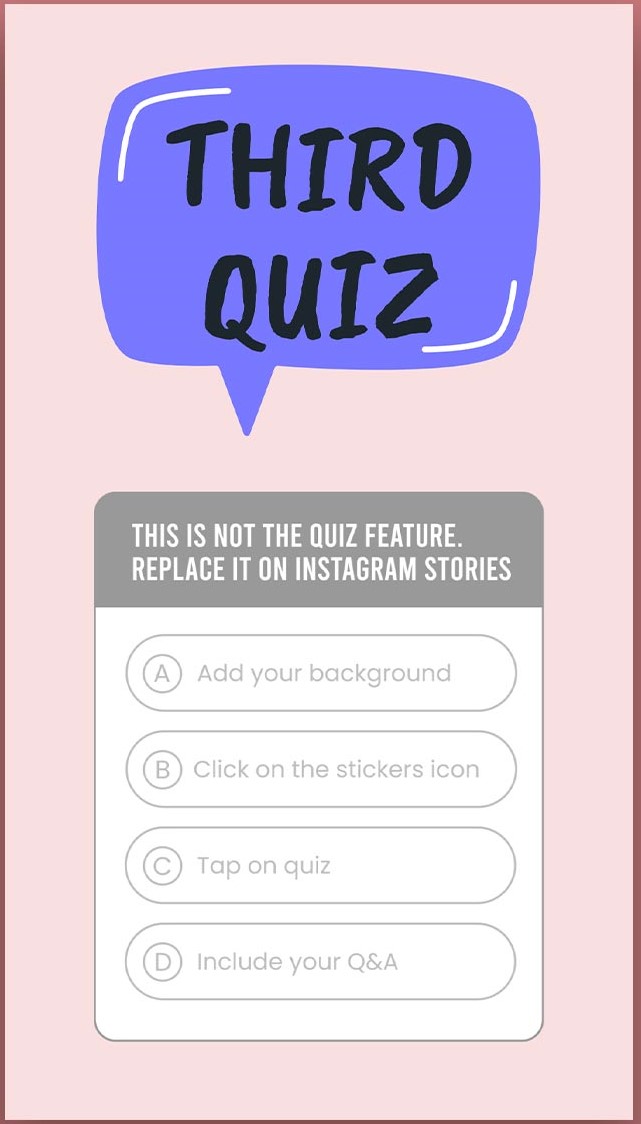 THIRD
QUIZ
THIS IS NOT THE QUIZ FEATURE.
REPLACE IT ON INSTAGRAM STORIES
A Add your background
B Click on the stickers icon
C Tap on quiz
D Include your Q&A